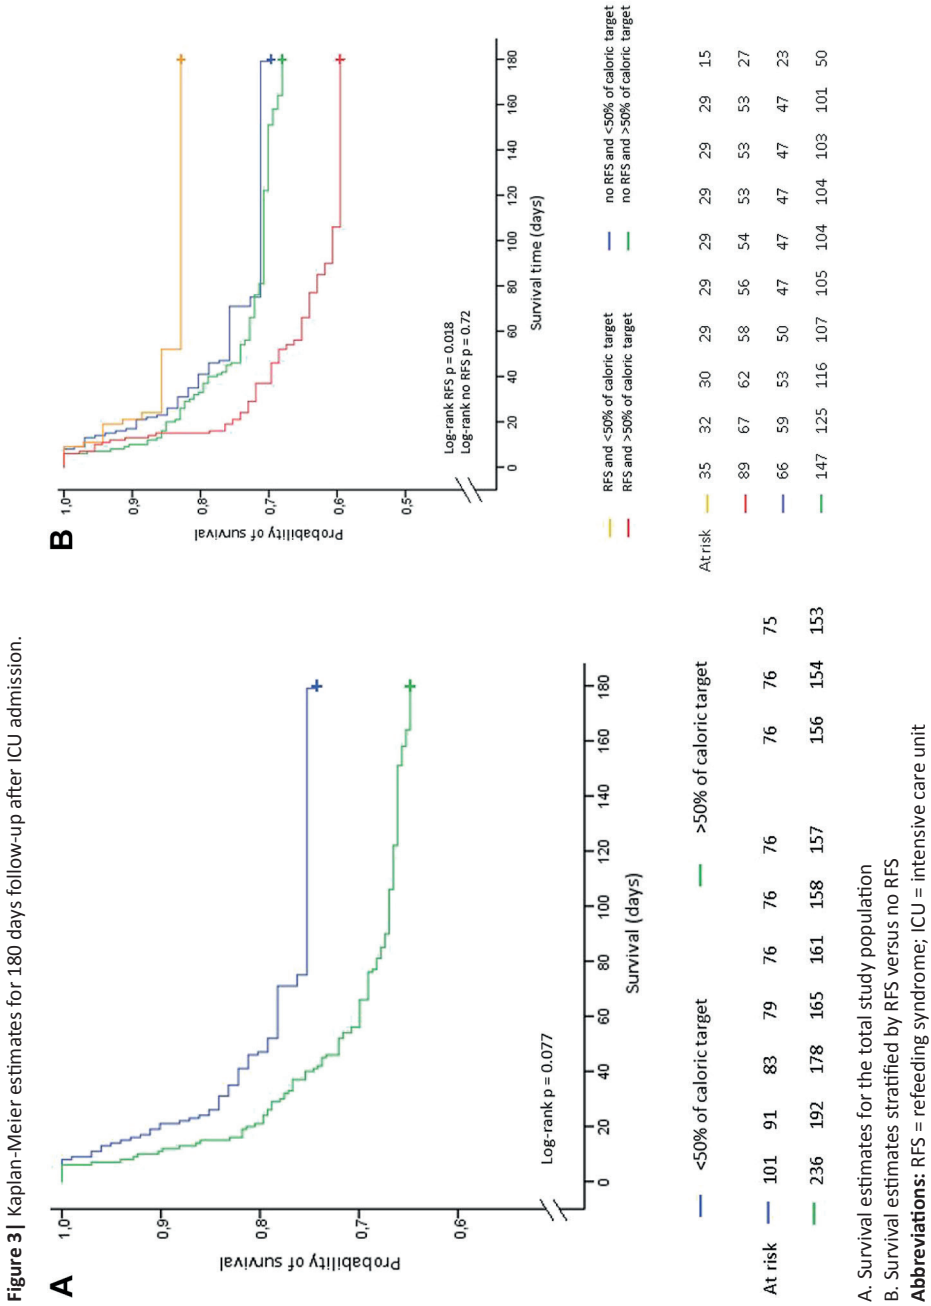 Figure 3| Kaplan-Meier estimates for 180 days follow-up after ICU admission.
A
Probability of survival
1,0
0,9
0,8
0,7
0,6
Log-rank p = 0.077
0 20 40 60 80 100 120 140 160 180
Survival (days)
<50% of caloric target >50% of caloric target
At risk 101 91 83 79 76 76 76 76 76 75
236 192 178 165 161 158 157 156 154 153
B
Probability of survival
1,0
0,9
0,8
0,7
0,6
0,5
Log-rank RFS p = 0.018
Log-rank no RFS p = 0.72
0 20 40 60 80 100 120 140 160 180
Survival time (days)
RFS and <50% of caloric target no RFS and <50% of caloric target
RFS and >50% of caloric target no RFS and >50% of caloric target
At risk 35 32 30 29 29 29 29 29 29 15
89 67 62 58 56 54 53 53 53 27
66 59 53 50 47 47 47 47 47 23
147 125 116 107 105 104 104 103 101 50
A. Survival estimates for the total study population
B. Survival estimates stratified by RFS versus no RFS
Abbreviations: RFS = refeeding syndrome; ICU = intensive care unit